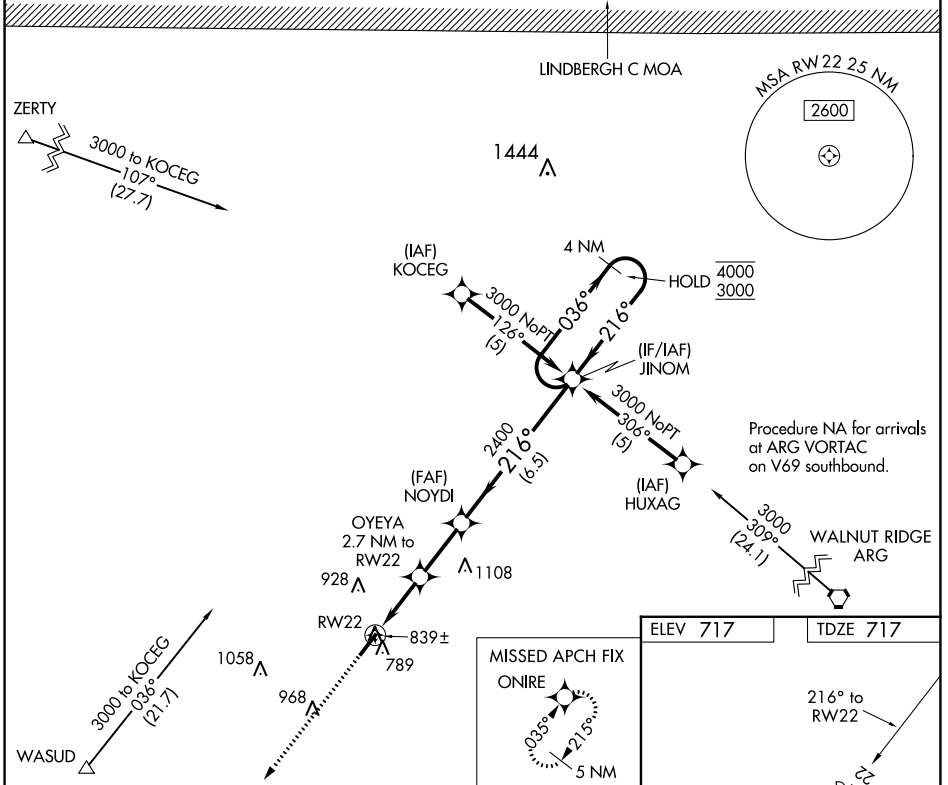 LINDBERGH C MOA
MSA RW 22 25 NM
2600
ZERTY
3000 to KOCEG
107°
(27.7)
1444
(IAF)
KOCEG
4 NM
HOLD
4000
3000
3000 NoPT
126°
(5)
036°
216°
(IF/IAF)
JINOM
3000 NoPT
306°
(5)
Procedure NA for arrivals
at ARG VORTAC
on V69 southbound.
2400
216°
(6.5)
(FAF)
NOYDI
(IAF)
HUXAG
3000
309°
(24.1)
WALNUT RIDGE
ARG
OYEYA
2.7 NM to
RW22
928
1108
RW22
839±
789
1058
968
3000 to KOCEG
036°
(21.7)
WASUD
MISSED APCH FIX
ONIRE
035°
215°
5 NM
ELEV 717
TDZE 717
216° to
RW22
22